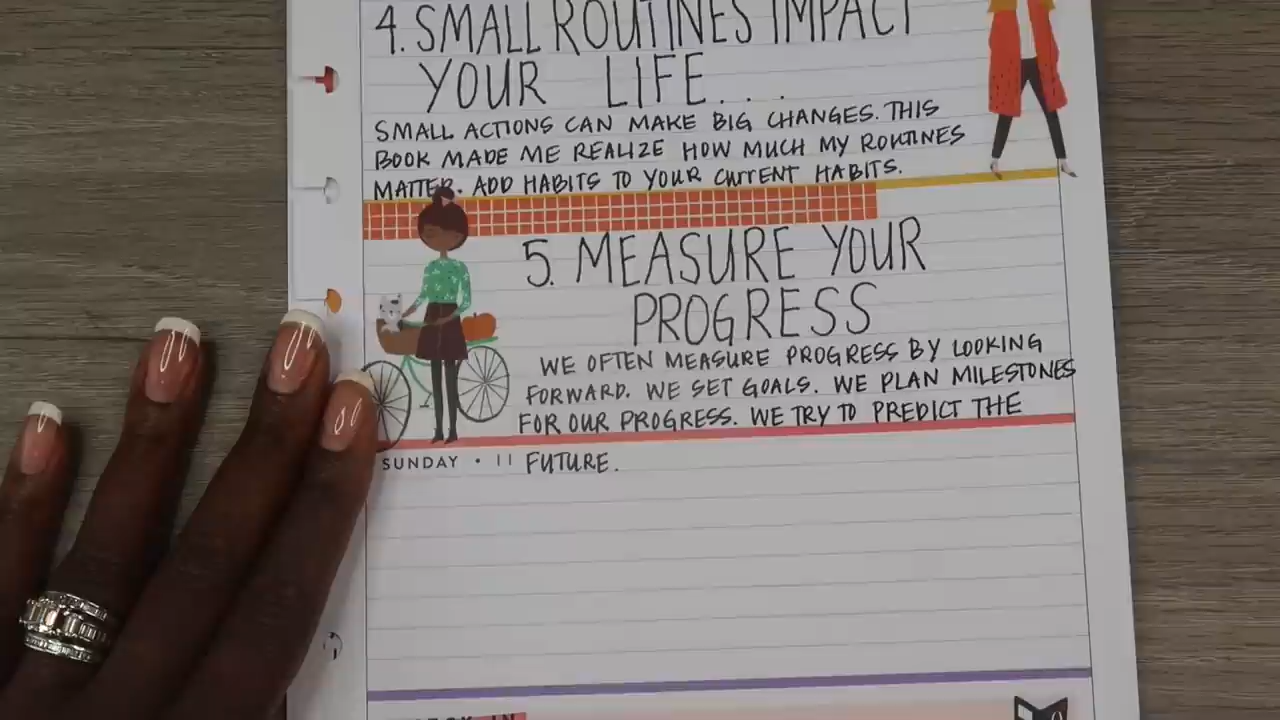 4. SMALL ROUTINES IMPACT
YOUR LIFE...
SMALL ACTIONS CAN MAKE BIG CHANGES. THIS
BOOK MADE ME REALIZE HOW MUCH MY ROUTINES
MATTER. ADD HABITS TO YOUR CURRENT HABITS.
5. MEASURE YOUR
PROGRESS
WE OFTEN MEASURE PROGRESS BY LOOKING
FORWARD. WE SET GOALS. WE PLAN MILESTONES
FOR OUR PROGRESS. WE TRY TO PREDICT THE
SUNDAY • 11 FUTURE.